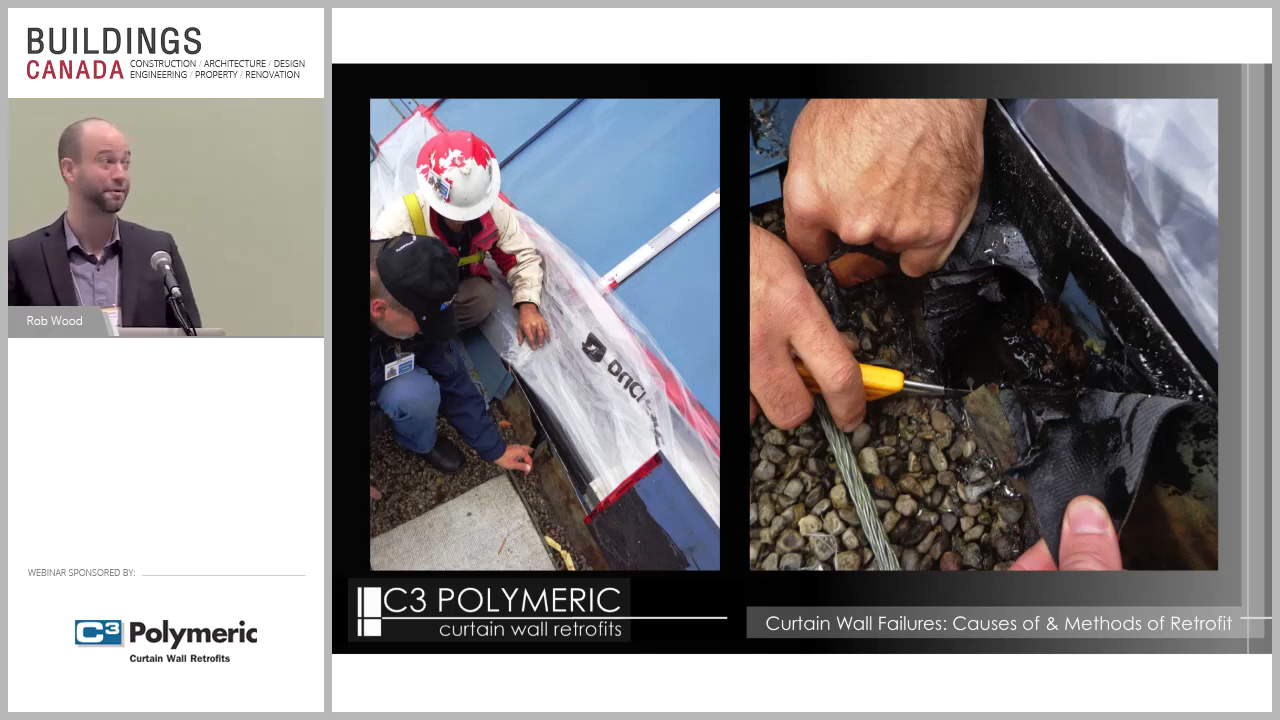 BUILDINGS
CANADA
CONSTRUCTION / ARCHITECTURE / DESIGN
ENGINEERING / PROPERTY / RENOVATION
Rob Wood
WEBINAR SPONSORED BY:
C3 Polymeric
Curtain Wall Retrofits
C3 POLYMERIC
curtain wall retrofits
Curtain Wall Failures: Causes of & Methods of Retrofit